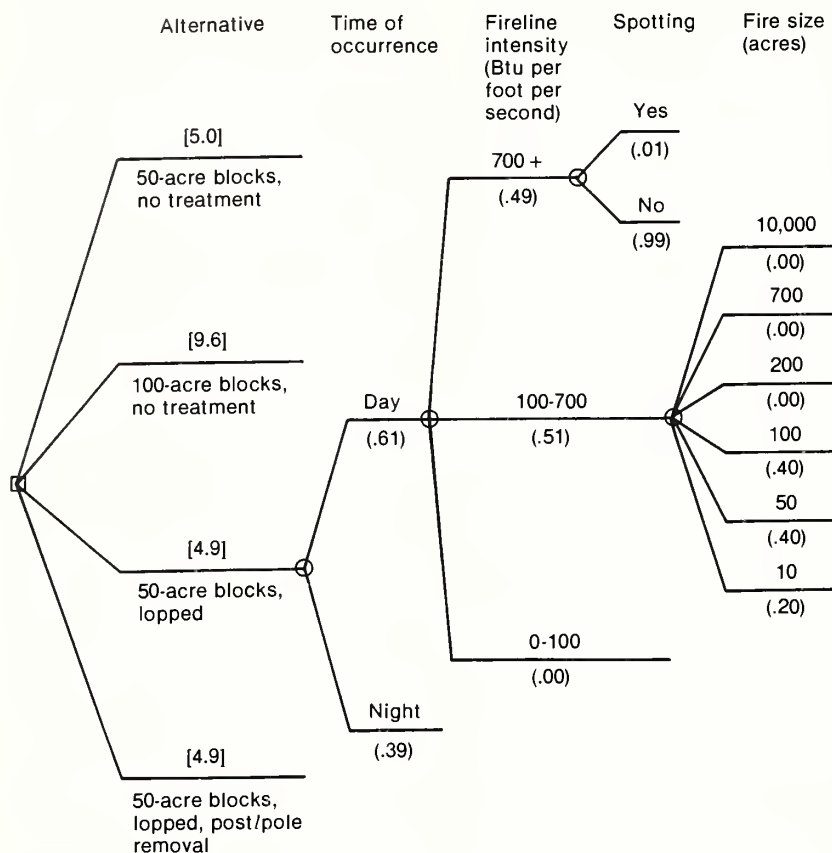 Alternative
Time of
occurrence
Fireline
intensity
(Btu per
foot per
second)
Spotting
Fire size
(acres)
[5.0]
50-acre blocks,
no treatment
[9.6]
100-acre blocks,
no treatment
[4.9]
50-acre blocks,
lopped
[4.9]
50-acre blocks,
lopped, post/pole
removal
Day
(.61)
Night
(.39)
700 +
(.49)
100-700
(.51)
0-100
(.00)
Yes
(.01)
No
(.99)
10,000
(.00)
700
(.00)
200
(.00)
100
(.40)
50
(.40)
10
(.20)